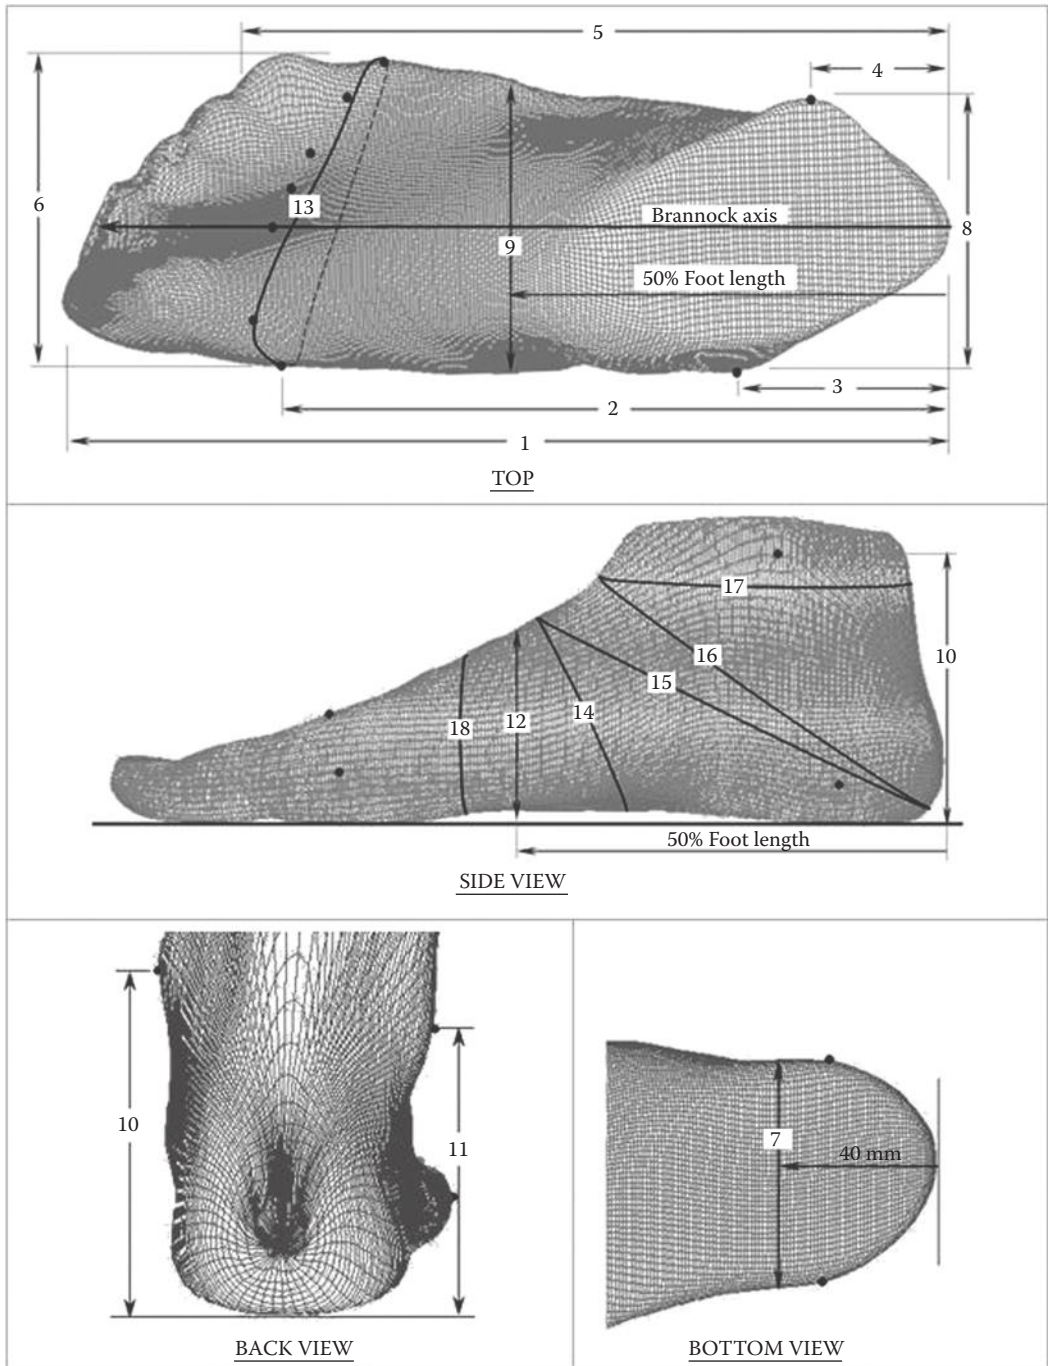 5
4
6
13
Brannock axis
8
9
50% Foot length
3
2
1
TOP
17
16
10
15
14
18
12
50% Foot length
SIDE VIEW
10
11
BACK VIEW
7
40 mm
BOTTOM VIEW